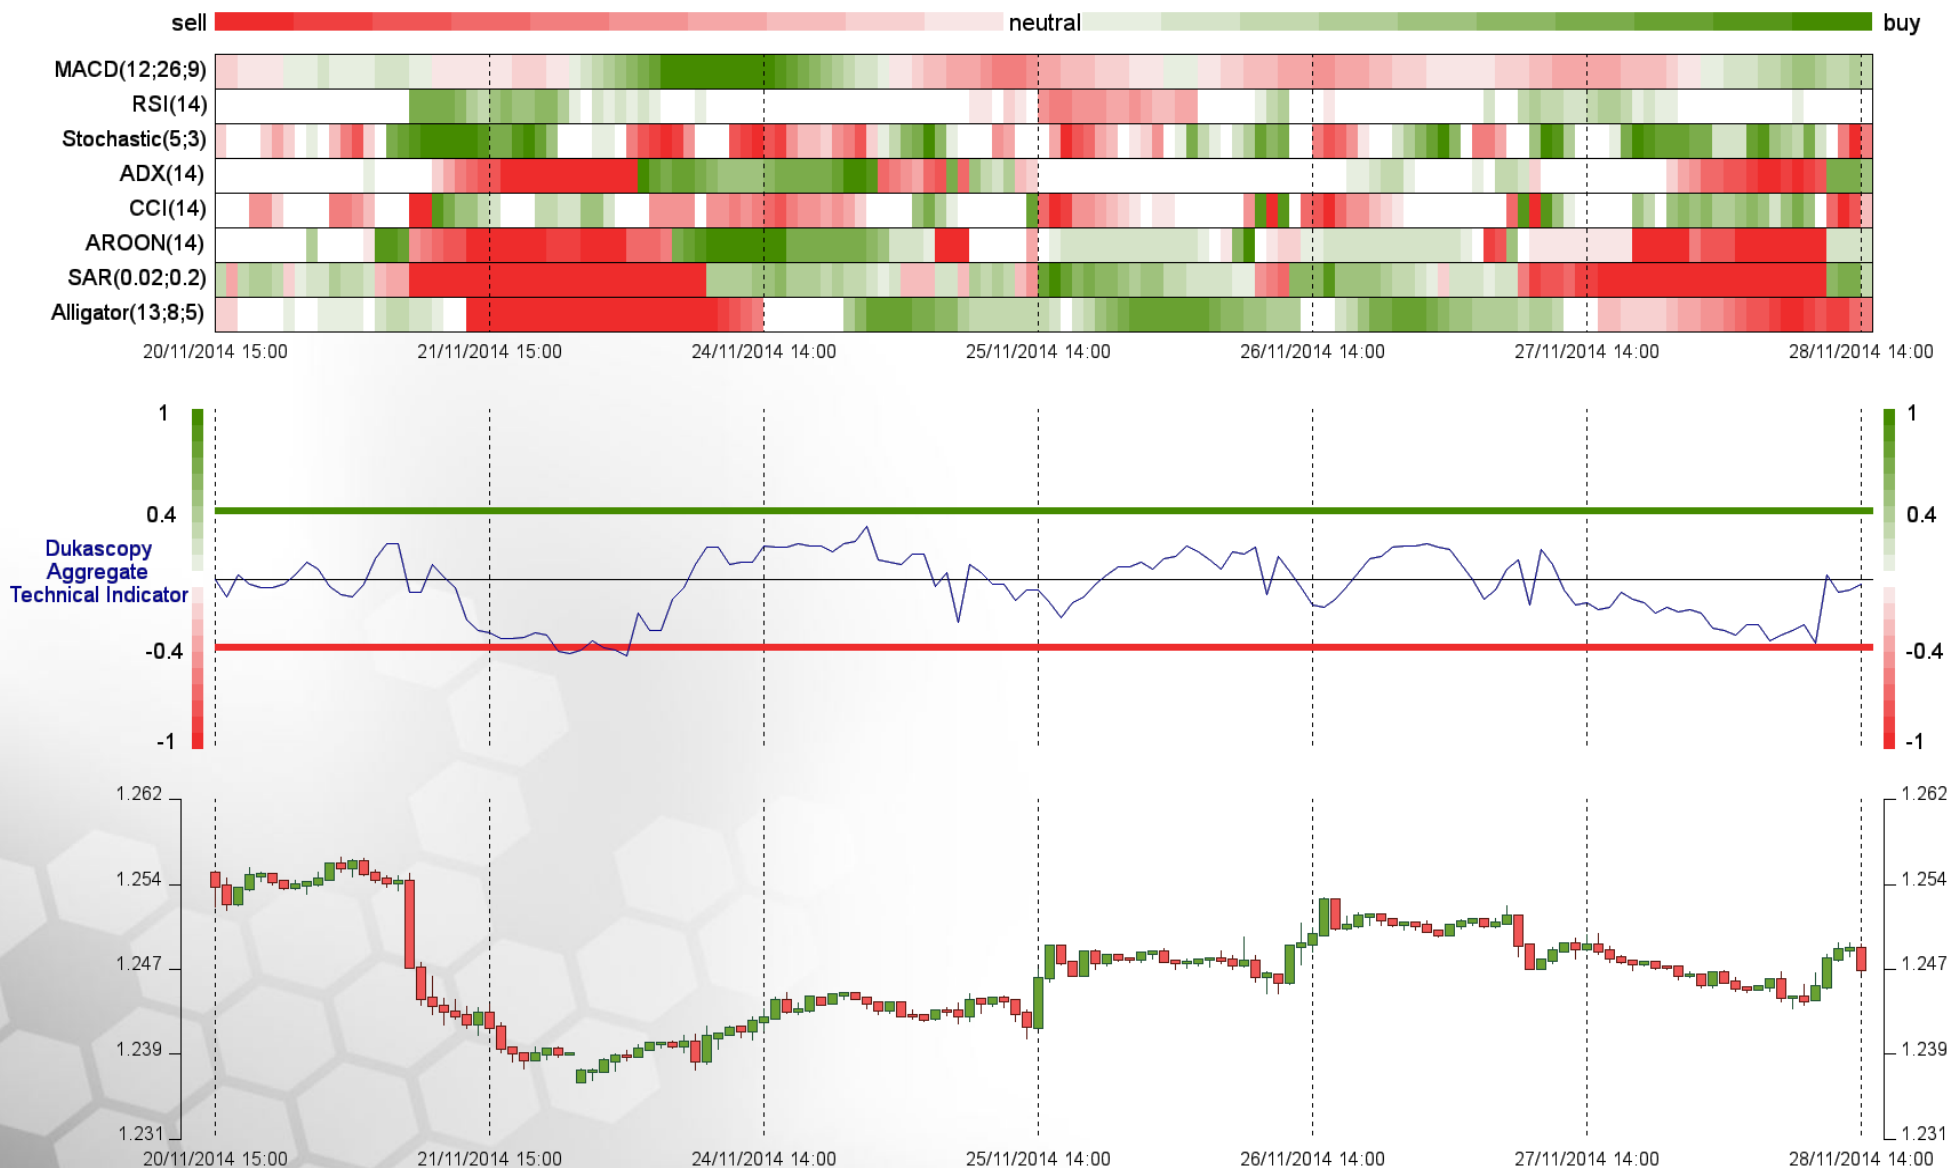 sell neutral buy
MACD(12;26;9)
RSI(14)
Stochastic(5;3)
ADX(14)
CCI(14)
AROON(14)
SAR(0.02;0.2)
Alligator(13;8;5)
20/11/2014 15:00 21/11/2014 15:00 24/11/2014 14:00 25/11/2014 14:00 26/11/2014 14:00 27/11/2014 14:00 28/11/2014 14:00
1 1
0.4 0.4
Dukascopy
Aggregate
Technical Indicator
-0.4 -0.4
-1 -1
1.262 1.262
1.254 1.254
1.247 1.247
1.239 1.239
1.231 1.231
20/11/2014 15:00 21/11/2014 15:00 24/11/2014 14:00 25/11/2014 14:00 26/11/2014 14:00 27/11/2014 14:00 28/11/2014 14:00